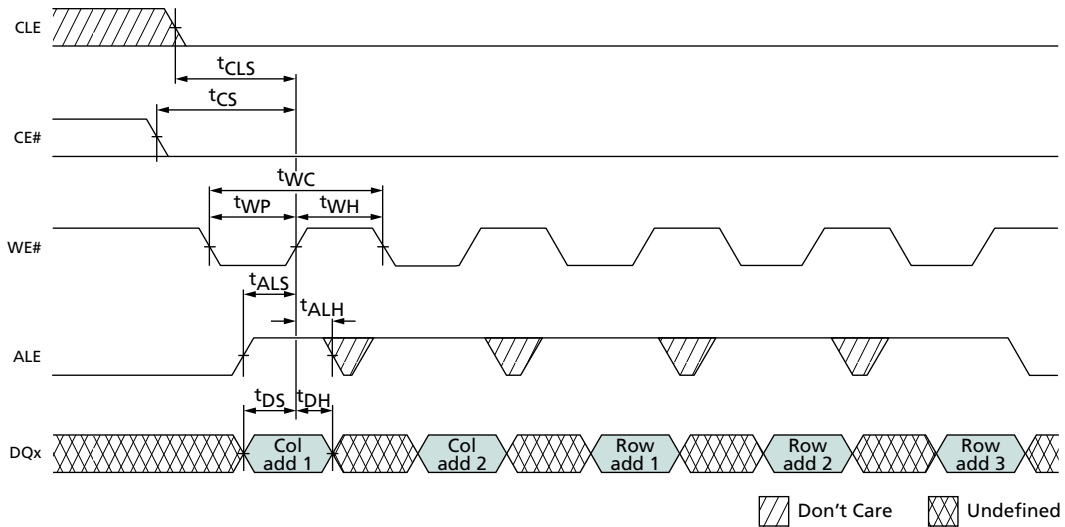 CLE
tCLS
tCS
CE#
tWC
tWP tWH
WE#
tALS
tALH
ALE
tDS tDH
DQx
Col add 1
Col add 2
Row add 1
Row add 2
Row add 3
Don't Care
Undefined